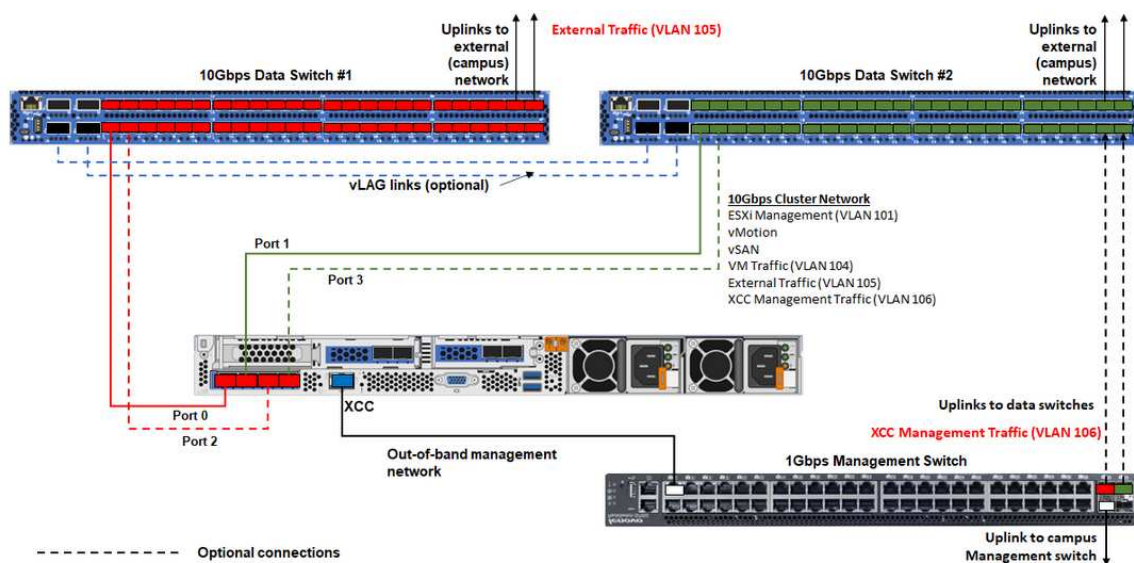 Uplinks to
external
(campus)
network
External Traffic (VLAN 105)
Uplinks to
external
(campus)
network
10Gbps Data Switch #1
10Gbps Data Switch #2
vLAG links (optional)
10Gbps Cluster Network
ESXi Management (VLAN 101)
vMotion
vSAN
VM Traffic (VLAN 104)
External Traffic (VLAN 105)
XCC Management Traffic (VLAN 106)
Port 1
Port 3
Port 0
Port 2
XCC
Out-of-band management
network
Uplinks to data switches
XCC Management Traffic (VLAN 106)
1Gbps Management Switch
Uplink to campus
Management switch
Optional connections